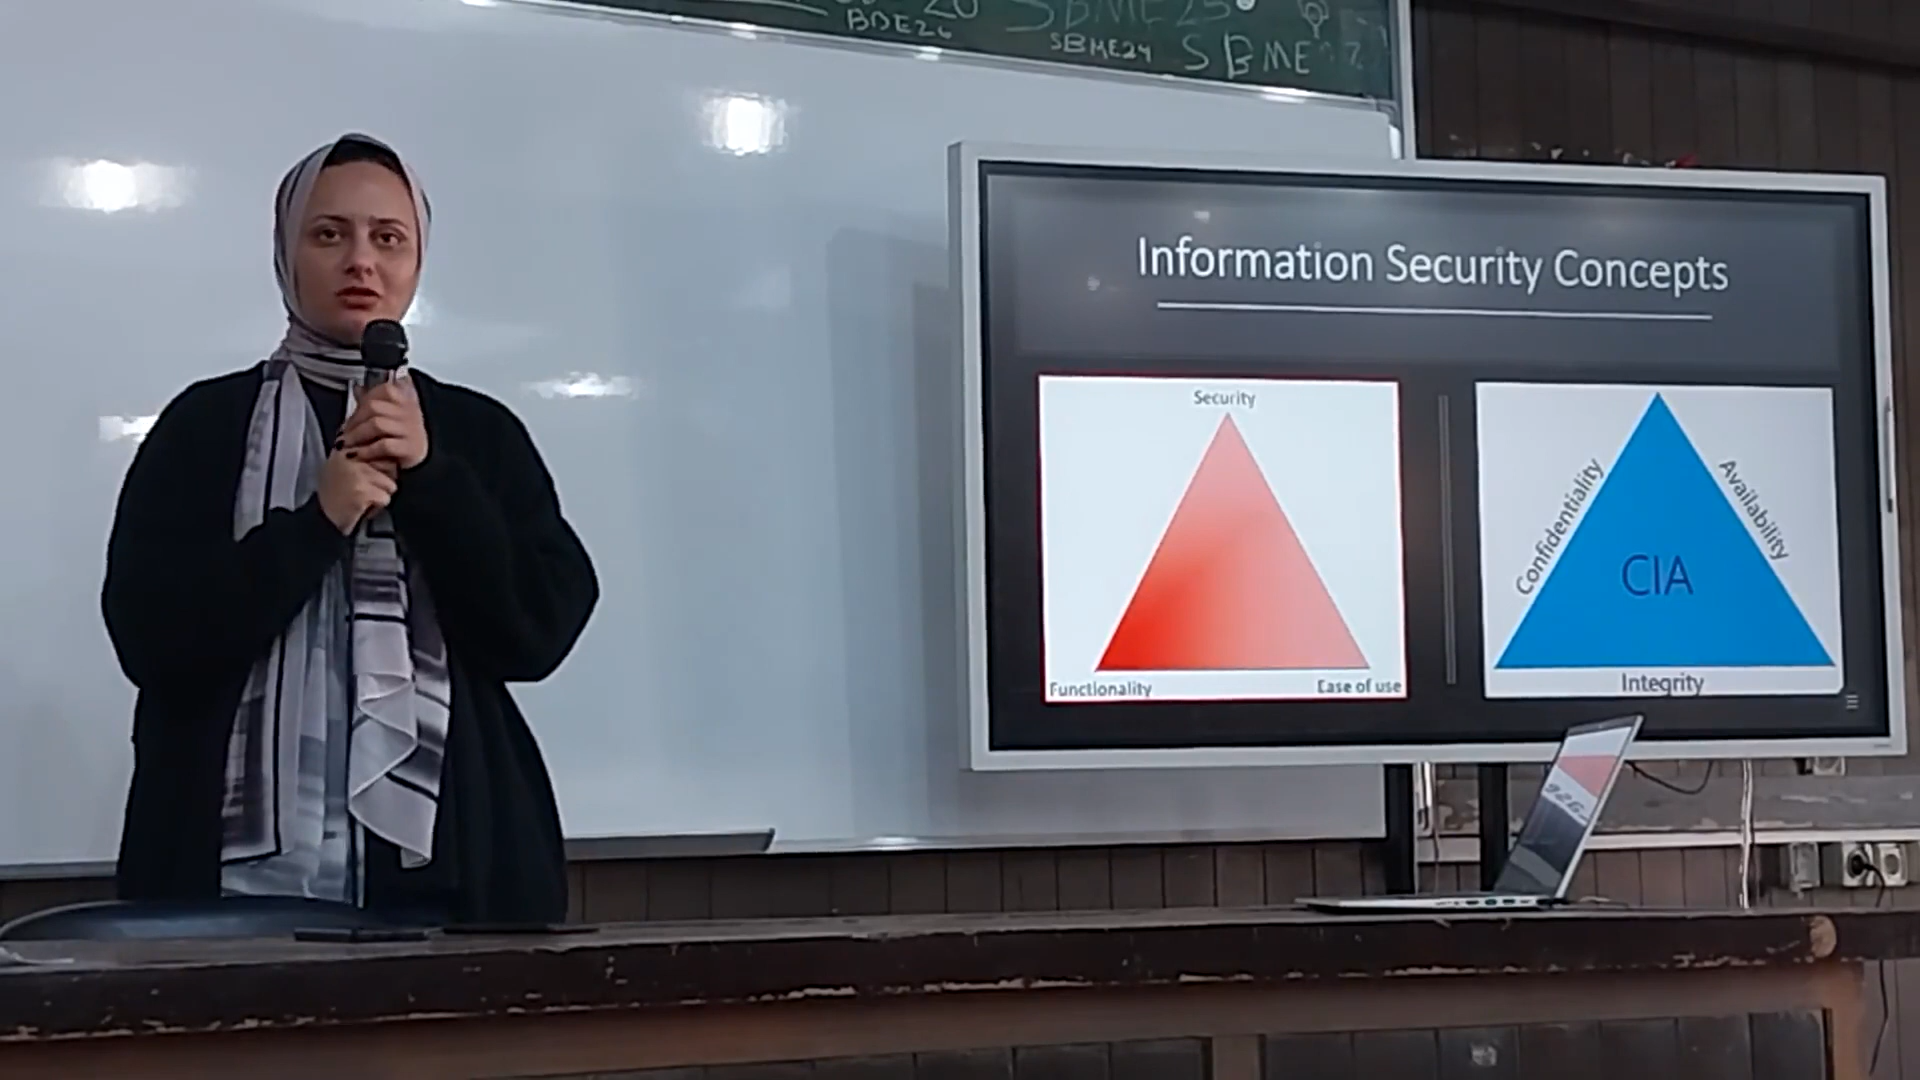 BDE26
SBME25
SBME24
SBME
Information Security Concepts
Security
Functionality
Ease of use
Confidentiality
Availability
CIA
Integrity